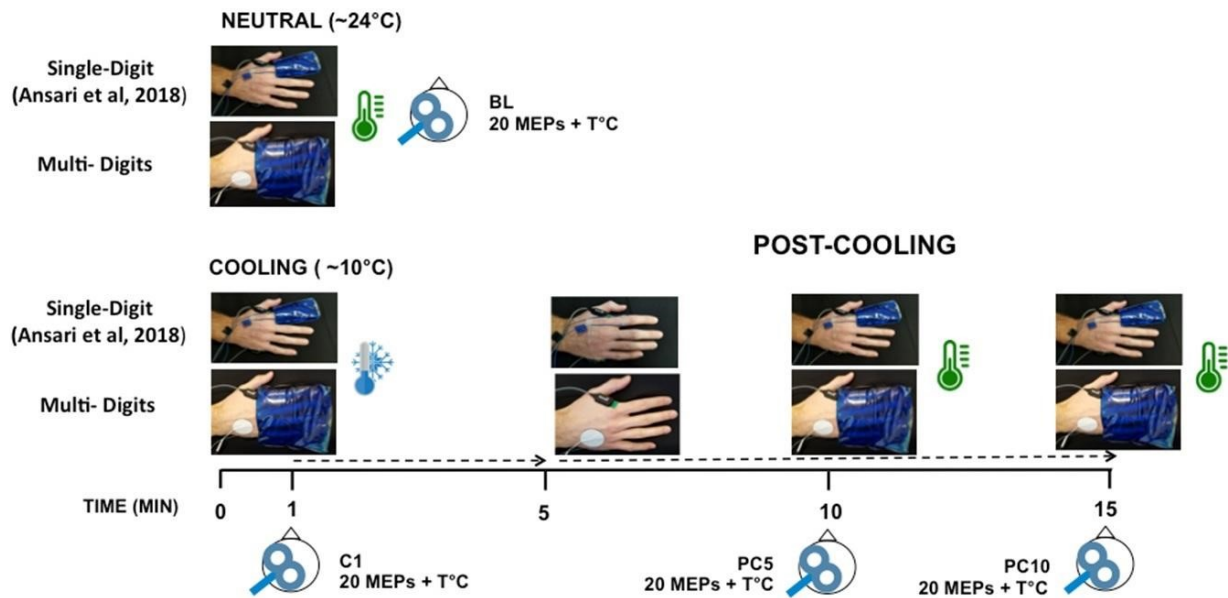 NEUTRAL (~24°C)
Single-Digit
(Ansari et al, 2018)
Multi- Digits
BL
20 MEPs + T°C
POST-COOLING
COOLING ( ~10°C)
Single-Digit
(Ansari et al, 2018)
Multi- Digits
TIME (MIN)
0
1
5
10
15
C1
20 MEPs + T°C
PC5
20 MEPs + T°C
PC10
20 MEPs + T°C